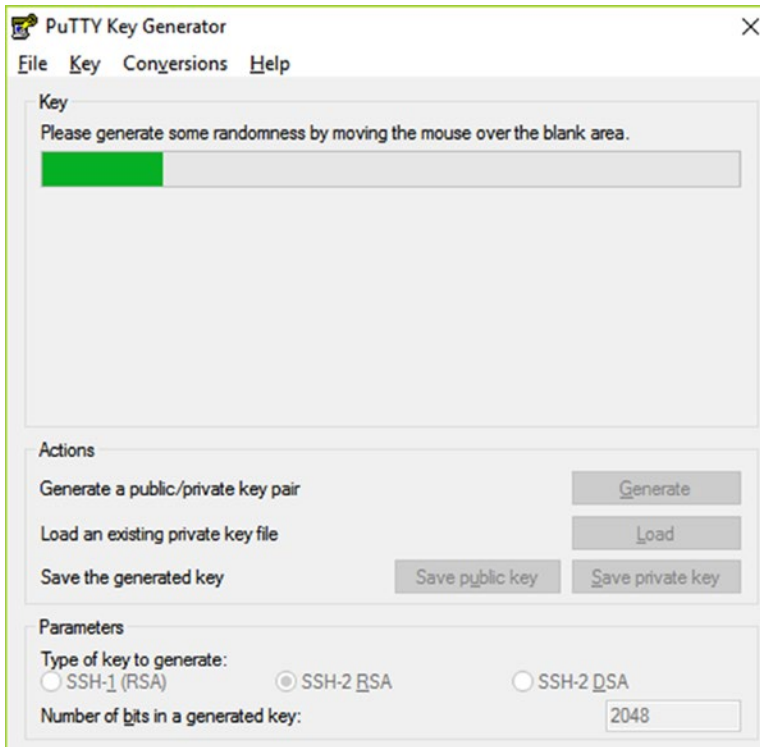 PuTTY Key Generator
File Key Conversions Help
Key
Please generate some randomness by moving the mouse over the blank area.
Actions
Generate a public/private key pair Generate
Load an existing private key file Load
Save the generated key Save public key Save private key
Parameters
Type of key to generate:
SSH-1 (RSA) SSH-2 RSA SSH-2 DSA
Number of bits in a generated key: 2048